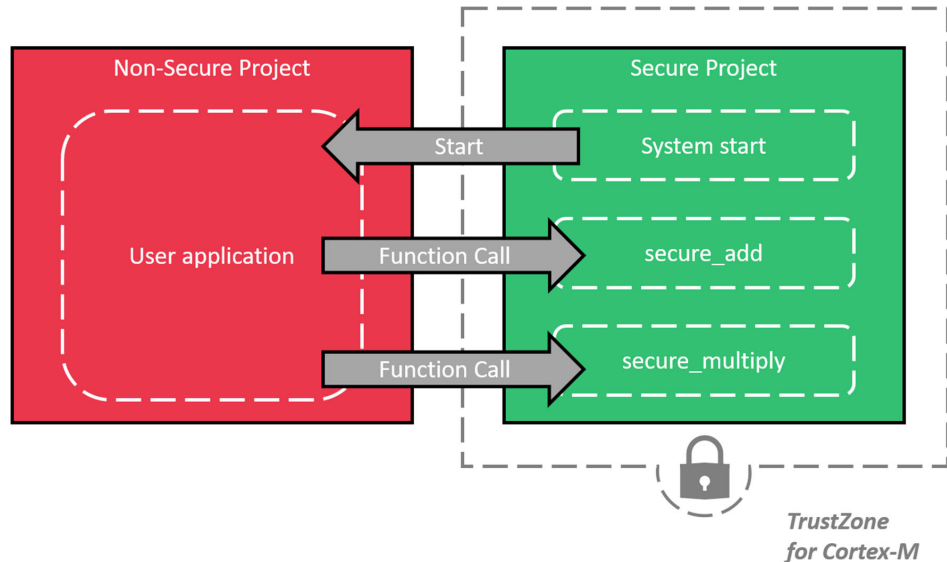 Non-Secure Project
Secure Project
Start
System start
User application
Function Call
secure_add
Function Call
secure_multiply
TrustZone
for Cortex-M